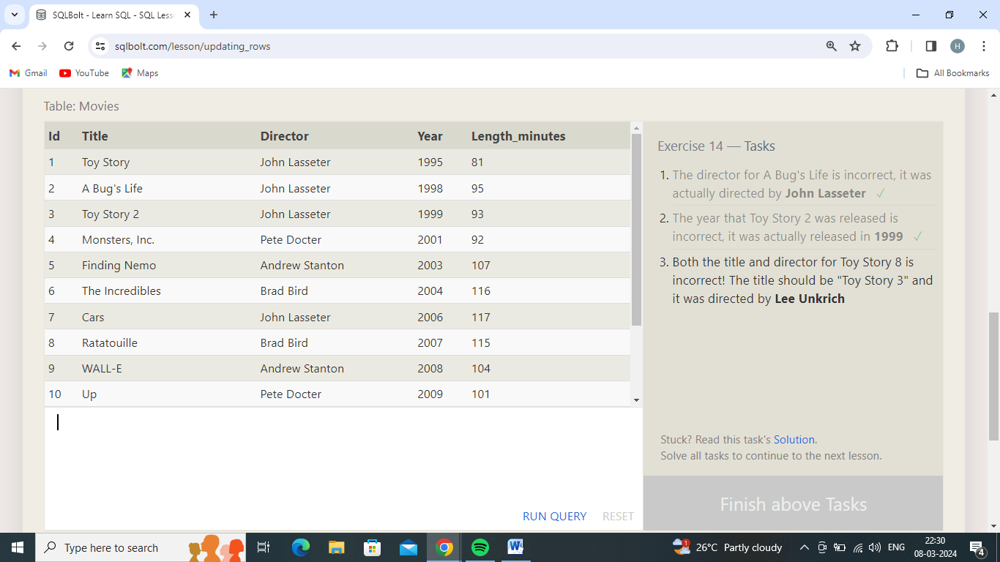 SQLBolt - Learn SQL - SQL Less
sqlbolt.com/lesson/updating_rows
H
Gmail YouTube Maps All Bookmarks
Table: Movies
Id Title Director Year Length_minutes
1 Toy Story John Lasseter 1995 81
2 A Bug's Life John Lasseter 1998 95
3 Toy Story 2 John Lasseter 1999 93
4 Monsters, Inc. Pete Docter 2001 92
5 Finding Nemo Andrew Stanton 2003 107
6 The Incredibles Brad Bird 2004 116
7 Cars John Lasseter 2006 117
8 Ratatouille Brad Bird 2007 115
9 WALL-E Andrew Stanton 2008 104
10 Up Pete Docter 2009 101
RUN QUERY RESET
Exercise 14 — Tasks
1. The director for A Bug's Life is incorrect, it was
actually directed by John Lasseter ✓
2. The year that Toy Story 2 was released is
incorrect, it was actually released in 1999 ✓
3. Both the title and director for Toy Story 8 is
incorrect! The title should be "Toy Story 3" and
it was directed by Lee Unkrich
Stuck? Read this task's Solution.
Solve all tasks to continue to the next lesson.
Finish above Tasks
Type here to search
1
W
26°C Partly cloudy
ENG
22:30
08-03-2024
4